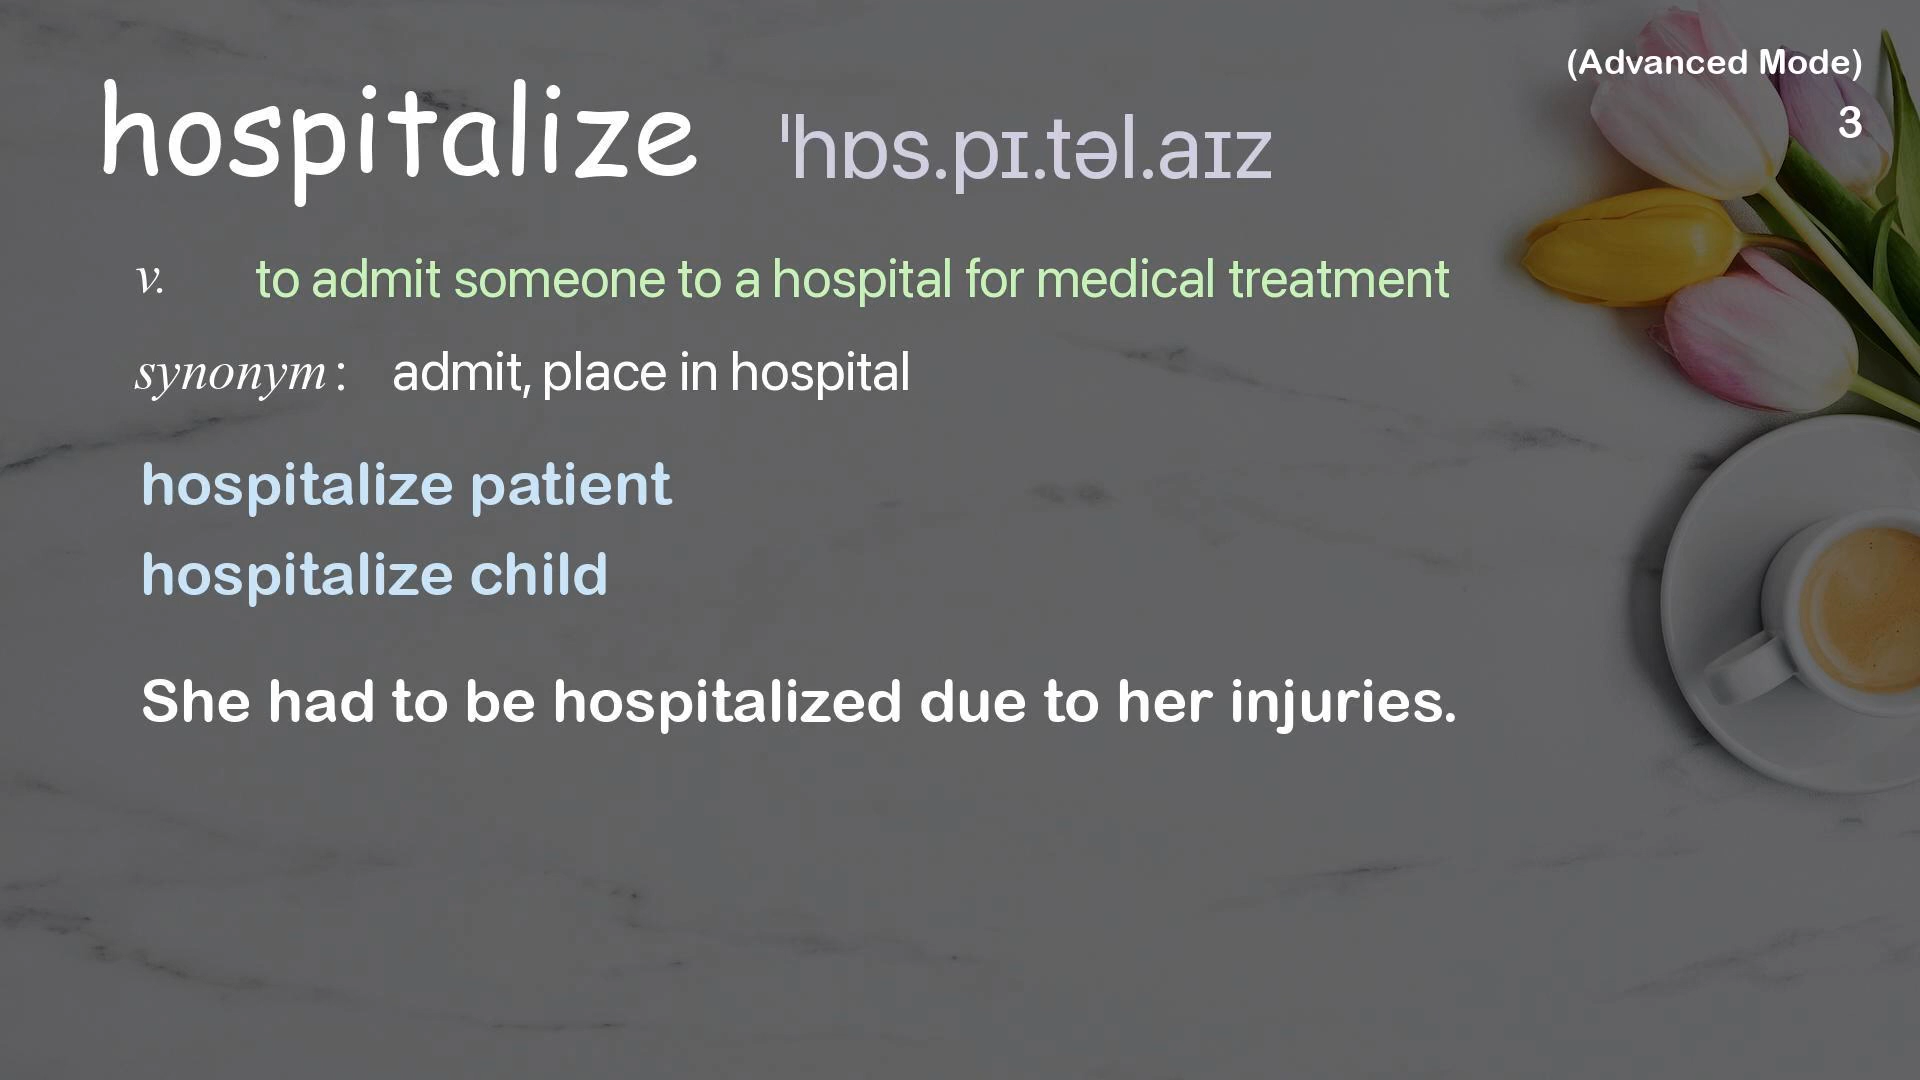 (Advanced Mode)
hospitalize ˈhɒs.pɪ.təl.aɪz
3
v. to admit someone to a hospital for medical treatment
synonym : admit, place in hospital
hospitalize patient
hospitalize child
She had to be hospitalized due to her injuries.